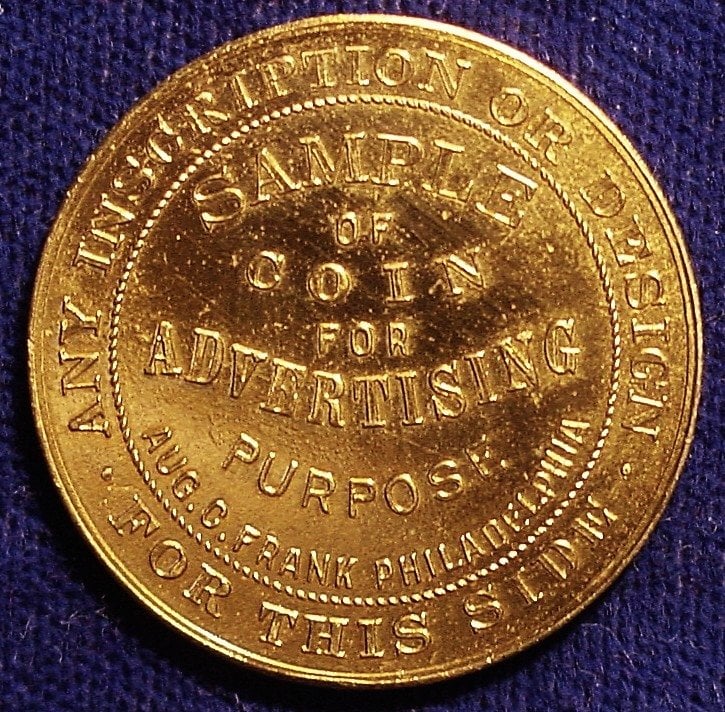 ANY INSCRIPTION OR DESIGN
· FOR THIS SIDE ·
SAMPLE
OF
COIN
FOR
ADVERTISING
PURPOSE
AUG. C. FRANK PHILADELPHIA